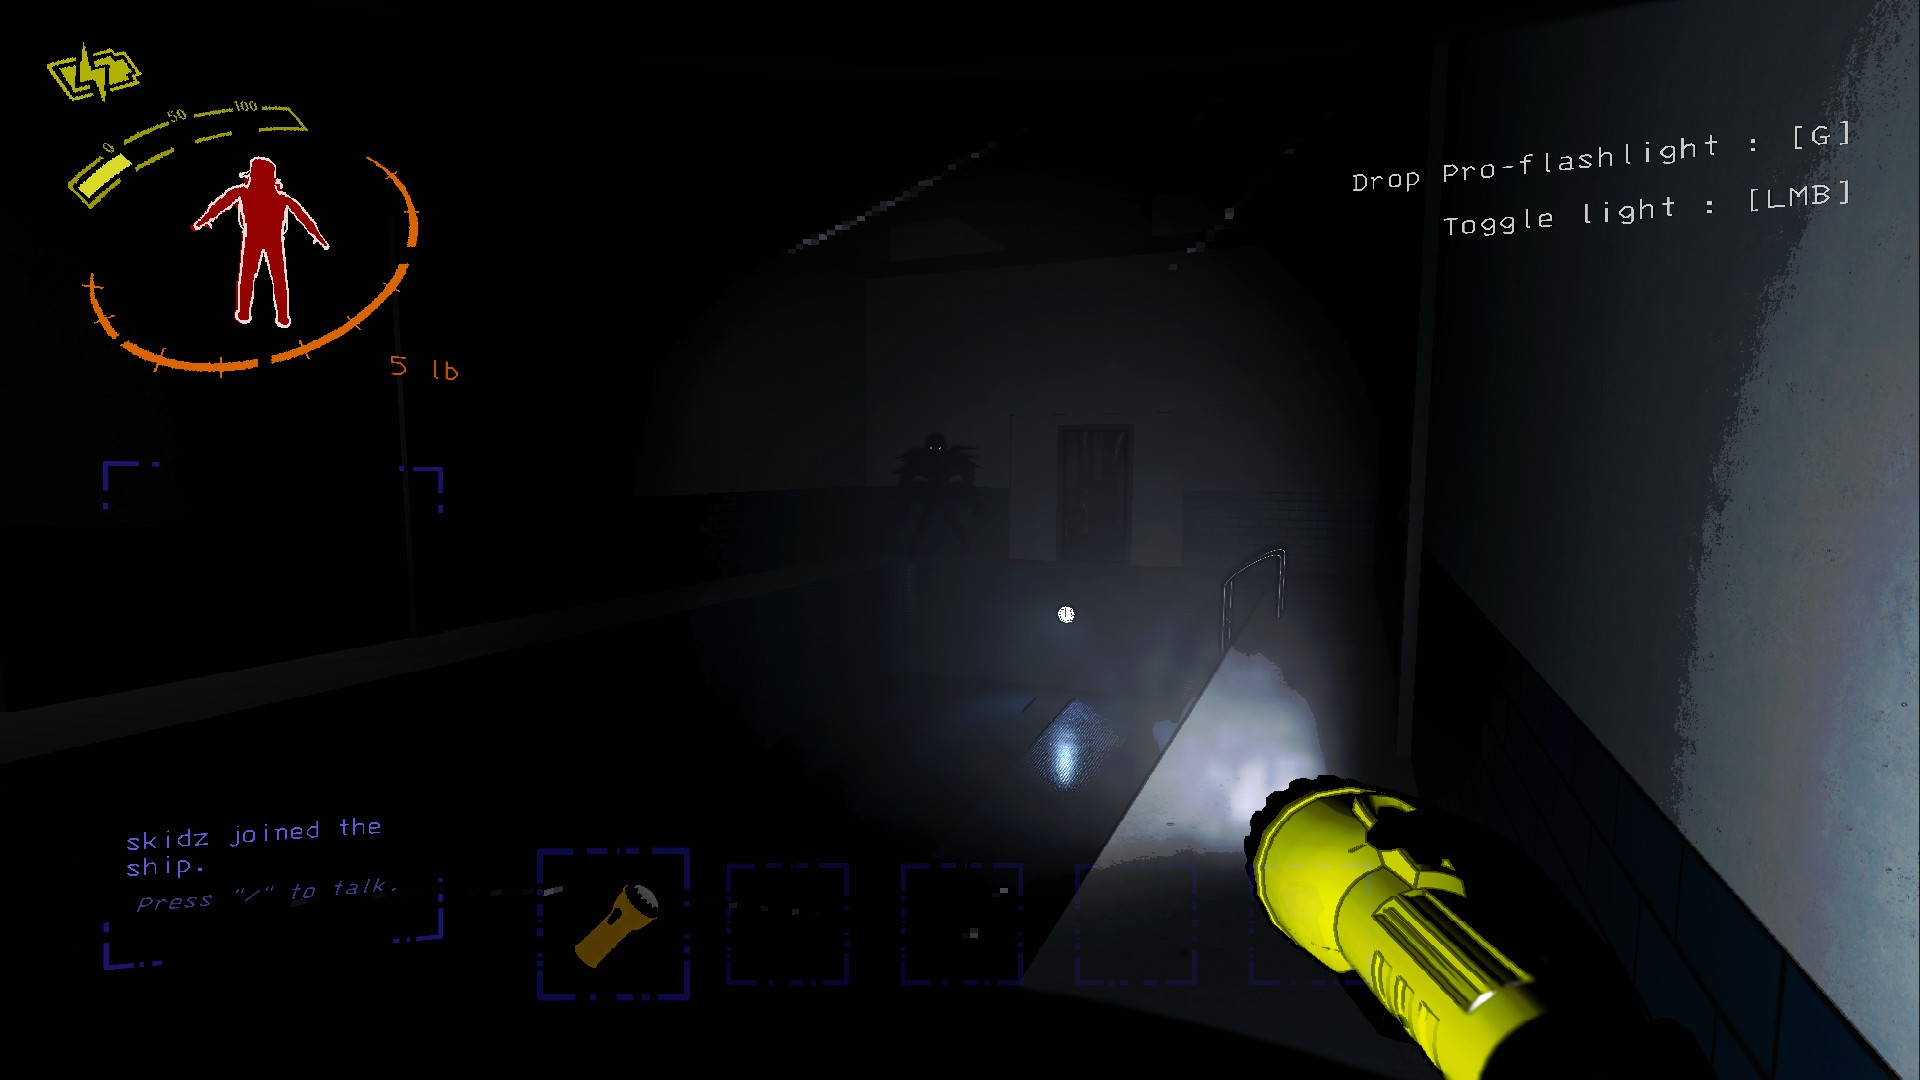 0 50 100
Drop Pro-flashlight : [G]
Toggle light : [LMB]
5 lb
skidz joined the
ship.
Press "/" to talk.